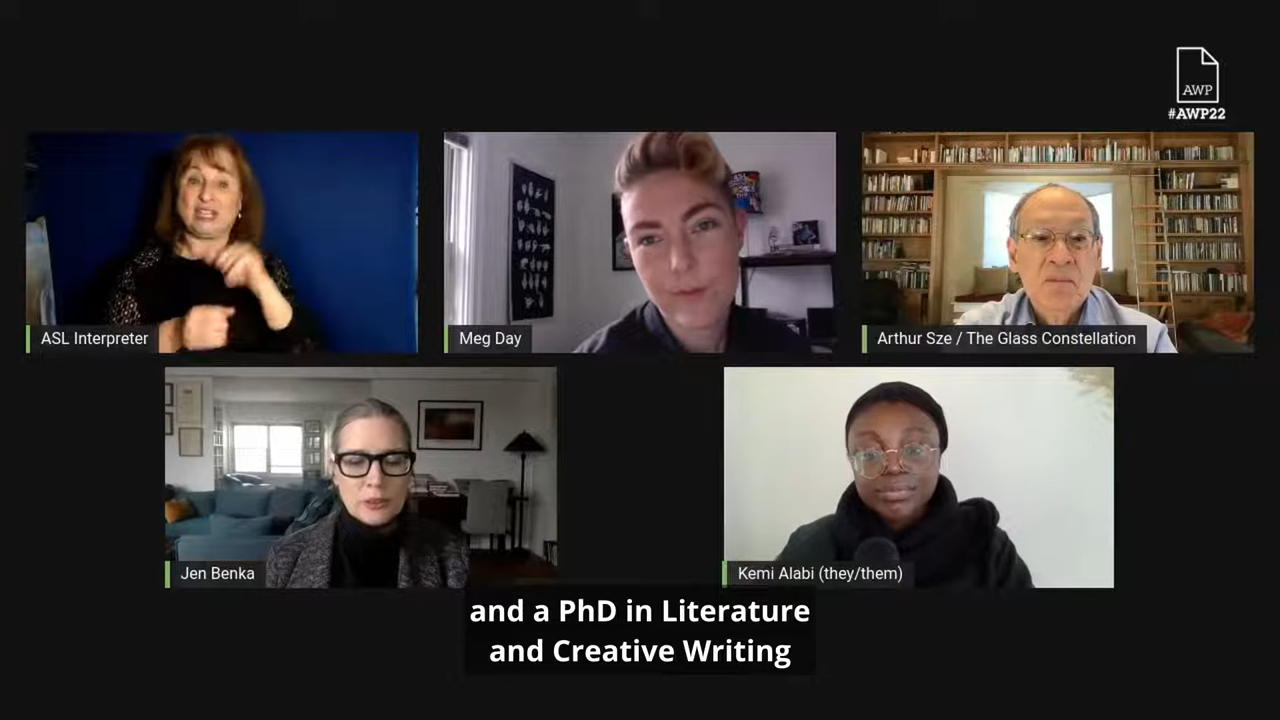 AWP
#AWP22
ASL Interpreter
Meg Day
Arthur Sze / The Glass Constellation
Jen Benka
Kemi Alabi (they/them)
and a PhD in Literature
and Creative Writing